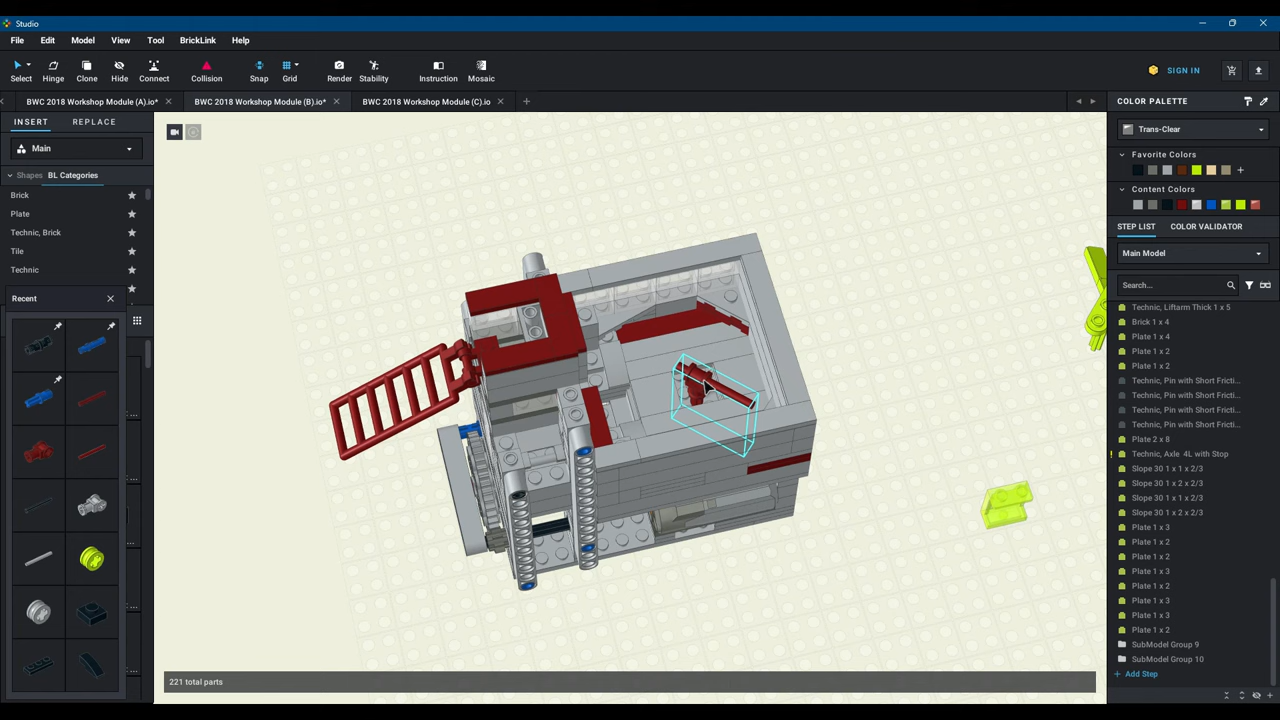 Studio
File Edit Model View Tool BrickLink Help
Select Hinge Clone Hide Connect Collision Snap Grid Render Stability Instruction Mosaic SIGN IN
BWC 2018 Workshop Module (A).io* BWC 2018 Workshop Module (B).io* BWC 2018 Workshop Module (C).io
COLOR PALETTE
INSERT REPLACE
Trans-Clear
Main
Favorite Colors
Shapes BL Categories
Content Colors
Brick
Plate
STEP LIST COLOR VALIDATOR
Technic, Brick
Tile
Main Model
Technic
Search...
Recent
Technic, Liftarm Thick 1 x 5
Brick 1 x 4
Plate 1 x 4
Plate 1 x 2
Plate 1 x 2
Technic, Pin with Short Fricti...
Technic, Pin with Short Fricti...
Technic, Pin with Short Fricti...
Technic, Pin with Short Fricti...
Plate 2 x 8
Technic, Axle  4L with Stop
Slope 30 1 x 1 x 2/3
Slope 30 1 x 2 x 2/3
Slope 30 1 x 1 x 2/3
Slope 30 1 x 2 x 2/3
Plate 1 x 3
Plate 1 x 2
Plate 1 x 2
Plate 1 x 3
Plate 1 x 2
Plate 1 x 3
Plate 1 x 3
Plate 1 x 2
SubModel Group 9
SubModel Group 10
+ Add Step
221 total parts